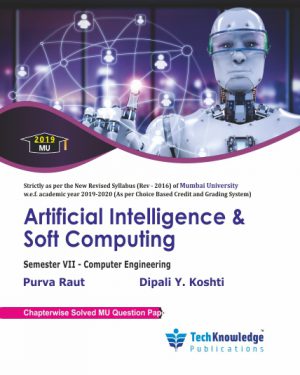 2019
MU
Strictly as per the New Revised Syllabus (Rev - 2016) of Mumbai University
w.e.f. academic year 2019-2020 (As per Choice Based Credit and Grading System)
Artificial Intelligence &
Soft Computing
Semester VII - Computer Engineering
Purva Raut Dipali Y. Koshti
Chapterwise Solved MU Question Pap
TechKnowledge
Publications